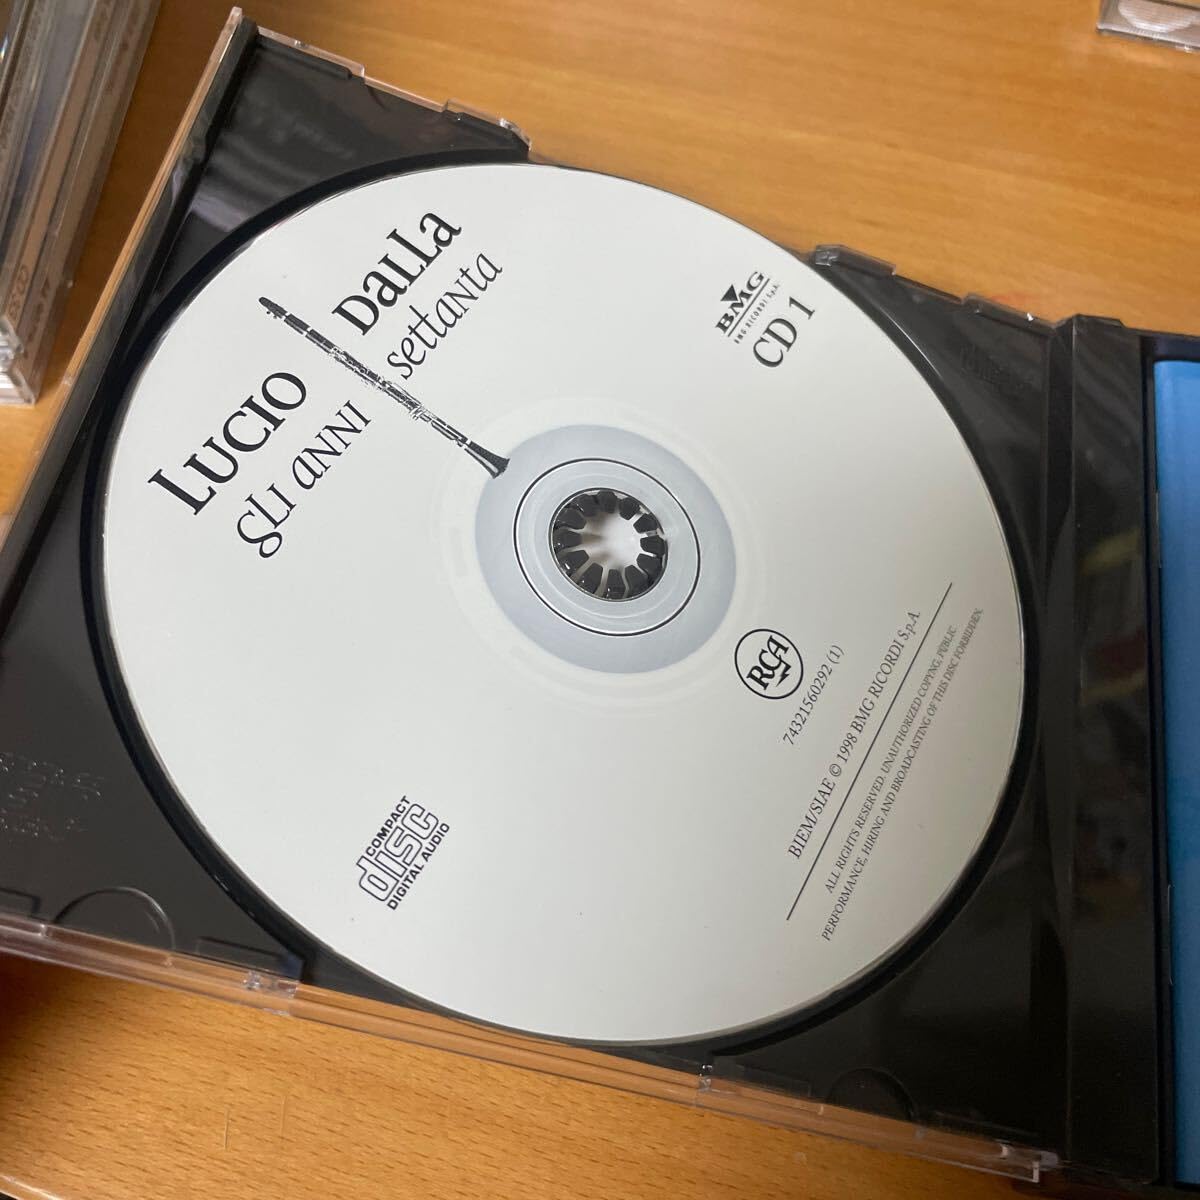 LUCIO DaLLa
gLI aNNI settaNta
BMG
BMG RICORDI S.p.A.
CD 1
RCA
74321560292 (1)
BIEM/SIAE © 1998 BMG RICORDI S.p.A.
ALL RIGHTS RESERVED. UNAUTHORIZED COPYNG, PUBLIC
PERFORMANCE, HIRING AND BROADCASTING OF THIS DISC FORBIDDEN.
COMPACT
disc
DIGITAL AUDIO